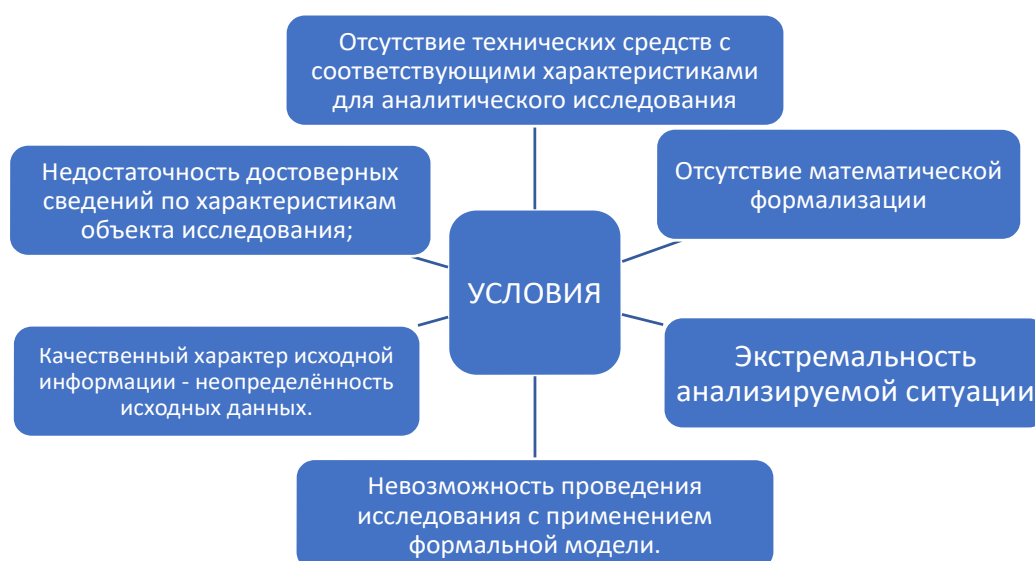 Отсутствие технических средств с
соответствующими характеристиками
для аналитического исследования
Отсутствие математической
формализации
Недостаточность достоверных
сведений по характеристикам
объекта исследования;
УСЛОВИЯ
Качественный характер исходной
информации - неопределённость
исходных данных.
Экстремальность
анализируемой ситуации
Невозможность проведения
исследования с применением
формальной модели.